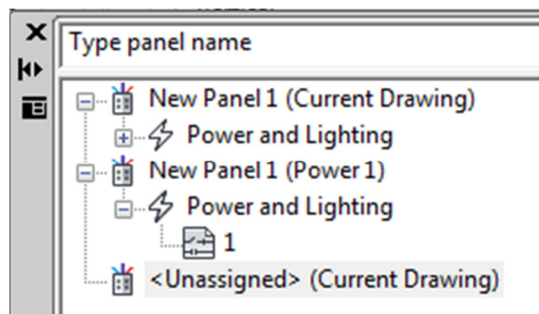 Type panel name
New Panel 1 (Current Drawing)
Power and Lighting
New Panel 1 (Power 1)
Power and Lighting
1
<Unassigned> (Current Drawing)